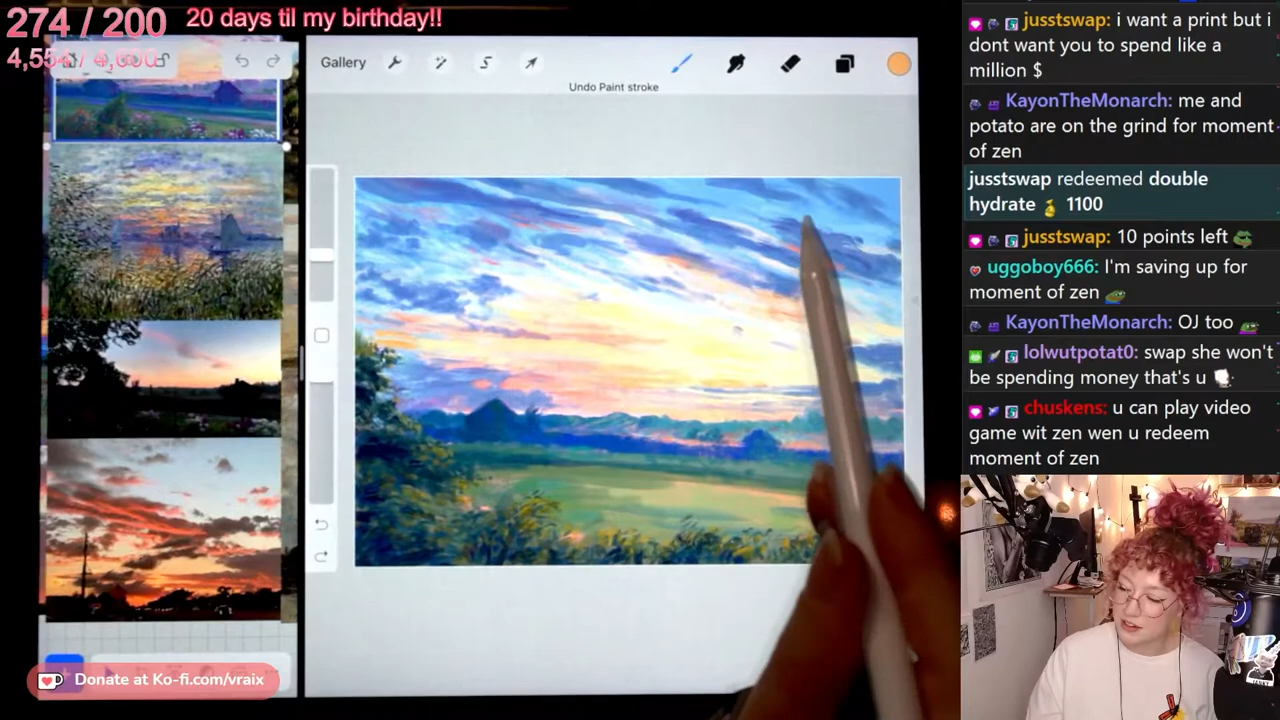 274 / 200
20 days til my birthday!!
4,554 / 4,600
Gallery
Undo Paint stroke
Donate at Ko-fi.com/vraix
jusstswap: i want a print but i
dont want you to spend like a
million $
KayonTheMonarch: me and
potato are on the grind for moment
of zen
jusstswap redeemed double
hydrate 1100
jusstswap: 10 points left
uggoboy666: I'm saving up for
moment of zen
KayonTheMonarch: OJ too
lolwutpotat0: swap she won't
be spending money that's u
chuskens: u can play video
game wit zen wen u redeem
moment of zen